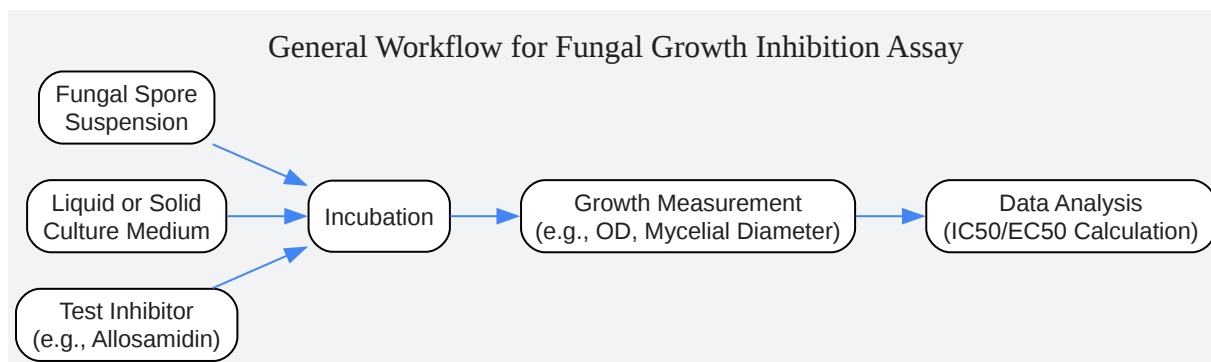 General Workflow for Fungal Growth Inhibition Assay
Fungal Spore
Suspension
Liquid or Solid
Culture Medium
Test Inhibitor
(e.g., Allosamidin)
Incubation
Growth Measurement
(e.g., OD, Mycelial Diameter)
Data Analysis
(IC50/EC50 Calculation)